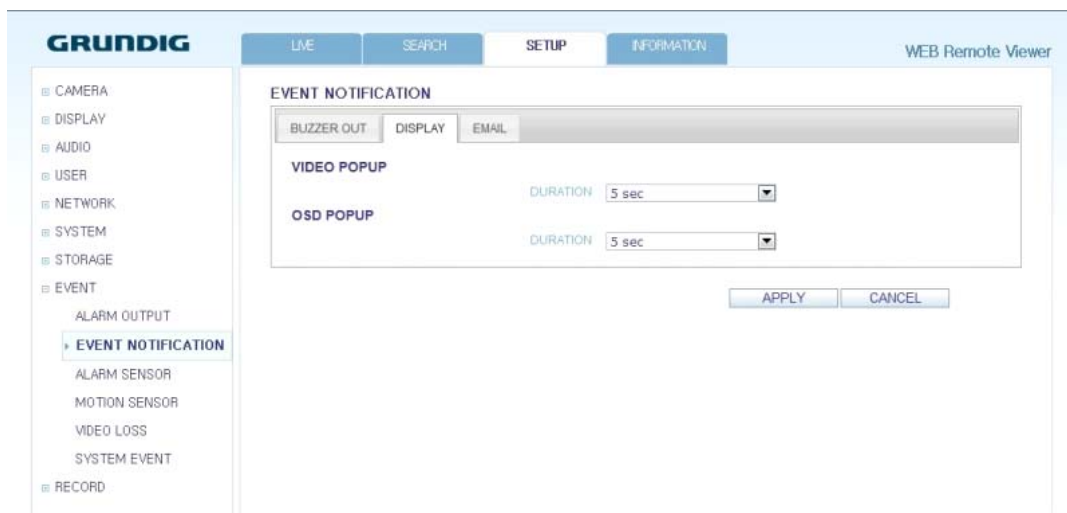 GRUNDIG
LIVE SEARCH SETUP INFORMATION
WEB Remote Viewer
CAMERA
DISPLAY
AUDIO
USER
NETWORK
SYSTEM
STORAGE
EVENT
ALARM OUTPUT
EVENT NOTIFICATION
ALARM SENSOR
MOTION SENSOR
VIDEO LOSS
SYSTEM EVENT
RECORD
EVENT NOTIFICATION
BUZZER OUT DISPLAY EMAIL
VIDEO POPUP
DURATION 5 sec
OSD POPUP
DURATION 5 sec
APPLY CANCEL